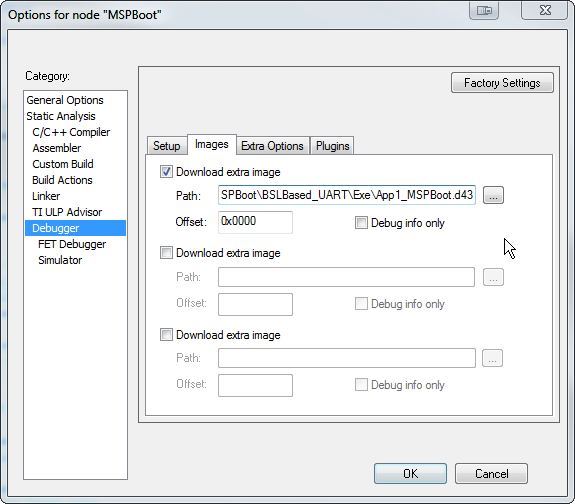 Options for node "MSPBoot"
Category:
General Options
Static Analysis
C/C++ Compiler
Assembler
Custom Build
Build Actions
Linker
TI ULP Advisor
Debugger
FET Debugger
Simulator
Factory Settings
Setup Images Extra Options Plugins
Download extra image
Path: SPBoot\BSLBased_UART\Exe\App1_MSPBoot.d43 ...
Offset: 0x0000 Debug info only
Download extra image
Path: ...
Offset: Debug info only
Download extra image
Path: ...
Offset: Debug info only
OK Cancel